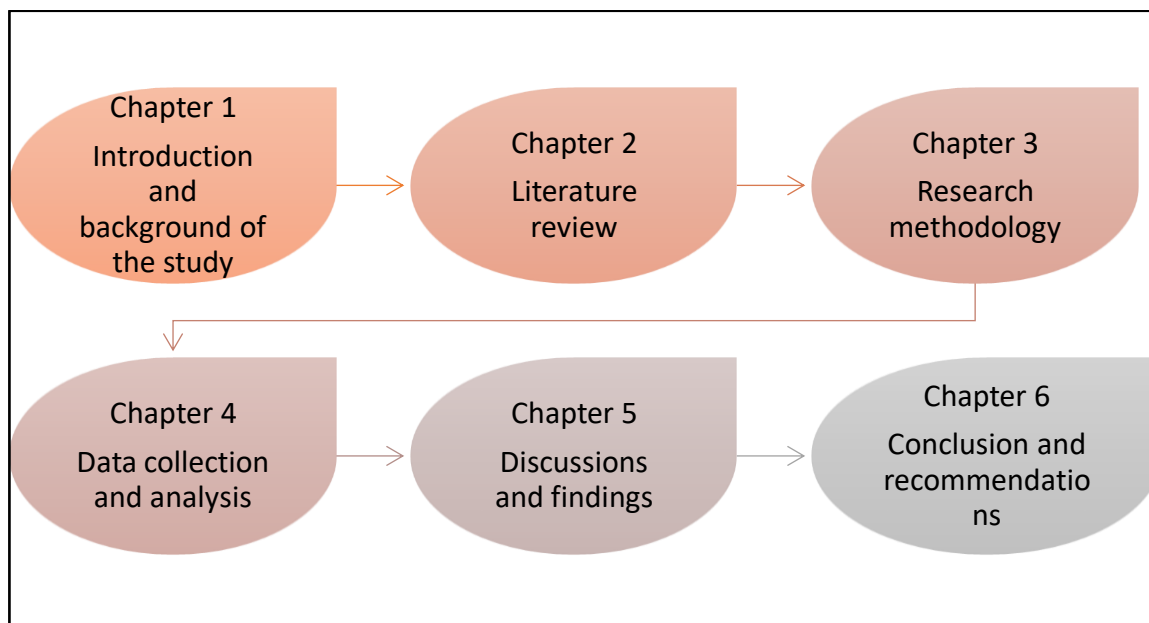 Chapter 1
Introduction
and
background of
the study
Chapter 2
Literature
review
Chapter 3
Research
methodology
Chapter 4
Data collection
and analysis
Chapter 5
Discussions
and findings
Chapter 6
Conclusion and
recommendatio
ns